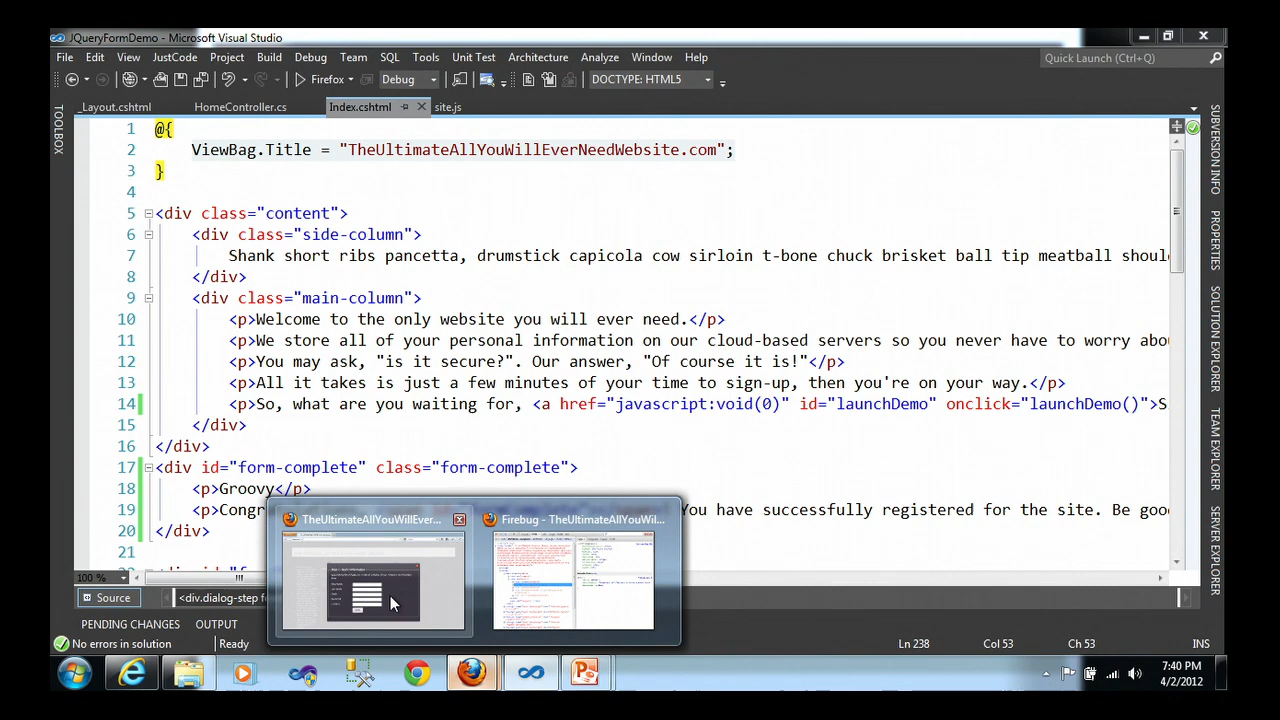 JQueryFormDemo - Microsoft Visual Studio
File Edit View JustCode Project Build Debug Team SQL Tools Unit Test Architecture Analyze Window Help
Quick Launch (Ctrl+Q)
Firefox Debug DOCTYPE: HTML5
_Layout.cshtml HomeController.cs Index.cshtml site.js
TOOLBOX
1 @{
2 ViewBag.Title = "TheUltimateAllYouWillEverNeedWebsite.com";
3 }
4
5 <div class="content">
6 <div class="side-column">
7 Shank short ribs pancetta, drumstick capicola cow sirloin t-bone chuck brisket ball tip meatball shoul
8 </div>
9 <div class="main-column">
10 <p>Welcome to the only website you will ever need.</p>
11 <p>We store all of your personal information on our cloud-based servers so you never have to worry abo
12 <p>You may ask, "is it secure?". Our answer, "Of course it is!"</p>
13 <p>All it takes is just a few minutes of your time to sign-up, then you're on your way.</p>
14 <p>So, what are you waiting for, <a href="javascript:void(0)" id="launchDemo" onclick="launchDemo()">S
15 </div>
16 </div>
17 <div id="form-complete" class="form-complete">
18 <p>Groovy</p>
19 <p>Congr You have successfully registered for the site. Be goo
20 </div>
21
SUBVERSION INFO
PROPERTIES
SOLUTION EXPLORER
TEAM EXPLORER
SERVER EXPLORER
TheUltimateAllYouWillEver...
Firebug - TheUltimateAllYouWil...
100 %
Source <div.dialog-step
PENDING CHANGES OUTPUT
No errors in solution Ready Ln 238 Col 53 Ch 53 INS
7:40 PM
4/2/2012